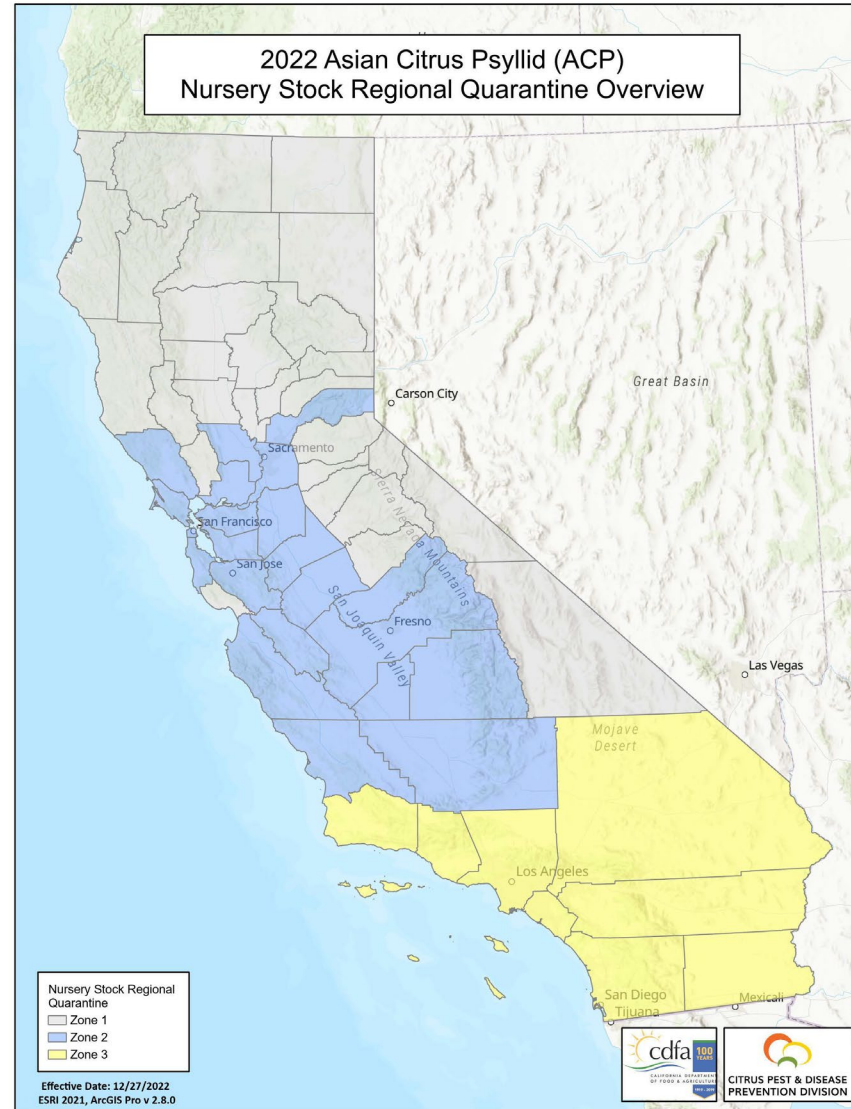 2022 Asian Citrus Psyllid (ACP)
Nursery Stock Regional Quarantine Overview
Carson City
Great Basin
Sacramento
Sierra Nevada Mountains
San Francisco
San Jose
San Joaquin Valley
Fresno
Las Vegas
Mojave
Desert
Los Angeles
San Diego
Tijuana
Mexicali
Nursery Stock Regional
Quarantine
Zone 1
Zone 2
Zone 3
Effective Date: 12/27/2022
ESRI 2021, ArcGIS Pro v 2.8.0
cdfa
100
YEARS
CALIFORNIA DEPARTMENT
OF FOOD & AGRICULTURE
CITRUS PEST & DISEASE
PREVENTION DIVISION